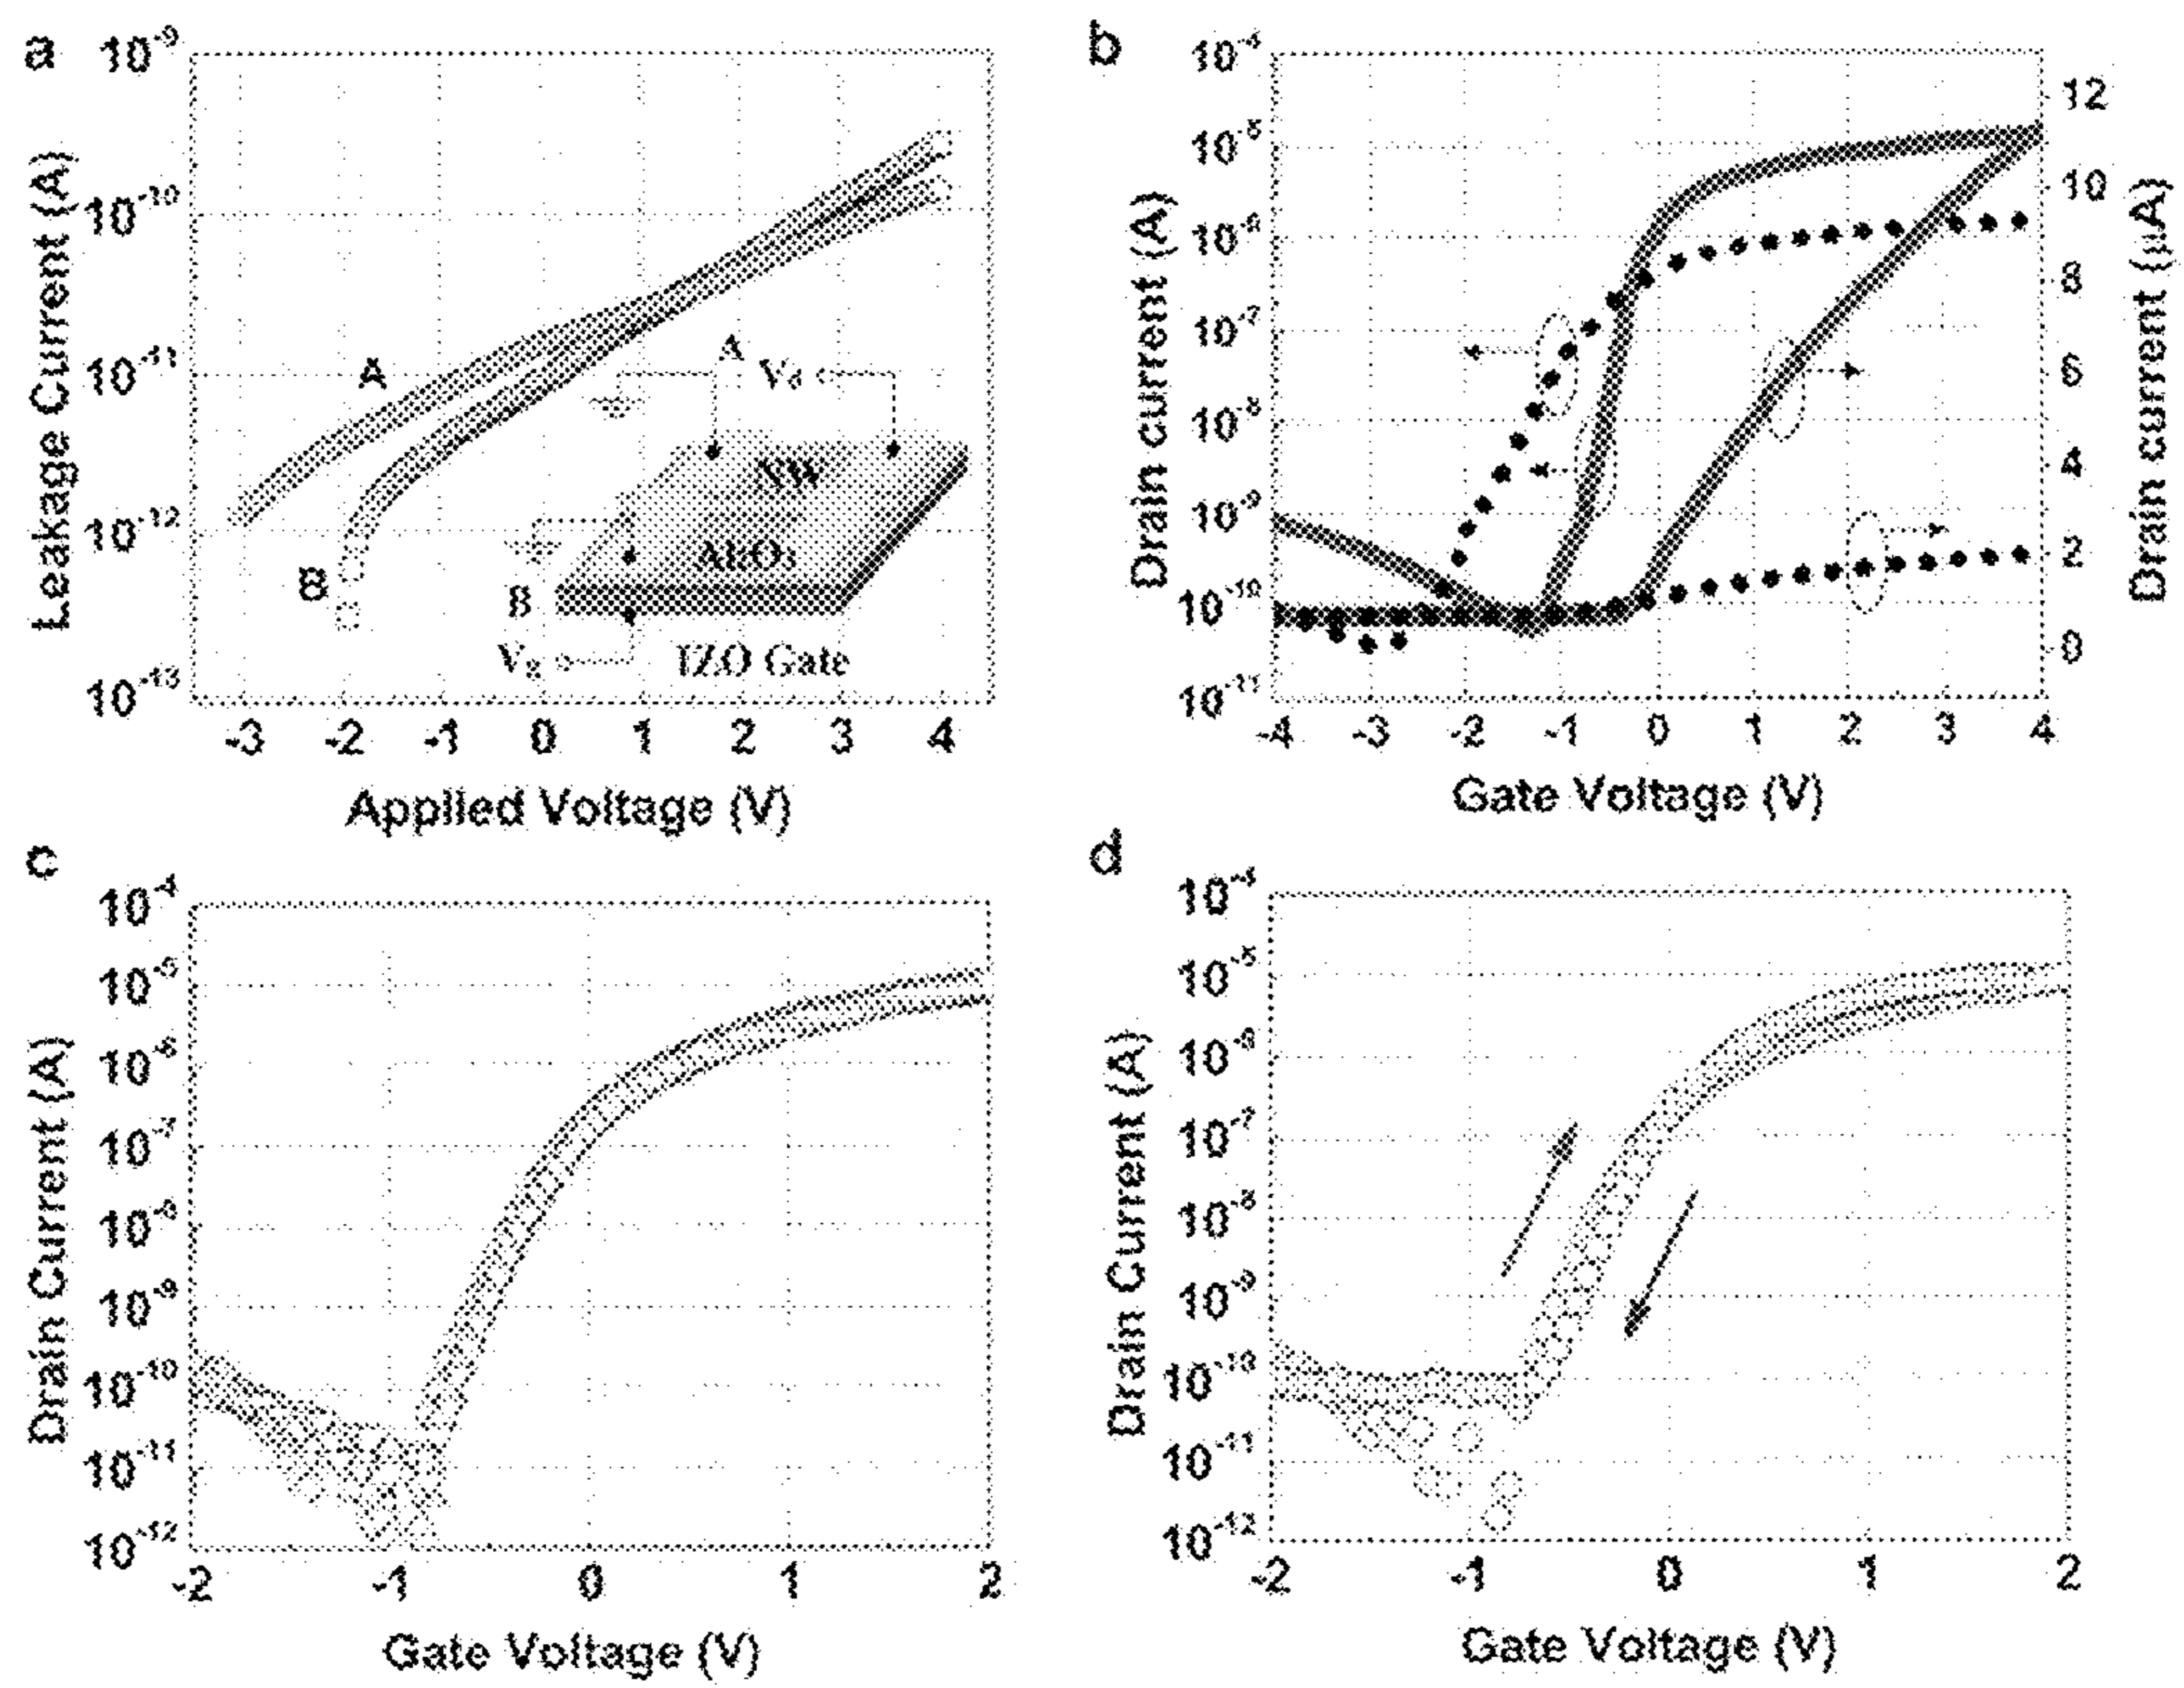 a
10⁻⁹
10⁻¹⁰
10⁻¹¹
10⁻¹²
10⁻¹³
Leakage Current (A)
A
B
A
Vd
NW
Al₂O₃
B
Vg
IZO Gate
-3 -2 -1 0 1 2 3 4
Applied Voltage (V)
b
10⁻⁴
10⁻⁵
10⁻⁶
10⁻⁷
10⁻⁸
10⁻⁹
10⁻¹⁰
10⁻¹¹
Drain current (A)
12
10
8
6
4
2
0
Drain current (µA)
-4 -3 -2 -1 0 1 2 3 4
Gate Voltage (V)
c
10⁻⁴
10⁻⁵
10⁻⁶
10⁻⁷
10⁻⁸
10⁻⁹
10⁻¹⁰
10⁻¹¹
10⁻¹²
Drain Current (A)
-2 -1 0 1 2
Gate Voltage (V)
d
10⁻⁴
10⁻⁵
10⁻⁶
10⁻⁷
10⁻⁸
10⁻⁹
10⁻¹⁰
10⁻¹¹
10⁻¹²
Drain Current (A)
-2 -1 0 1 2
Gate Voltage (V)